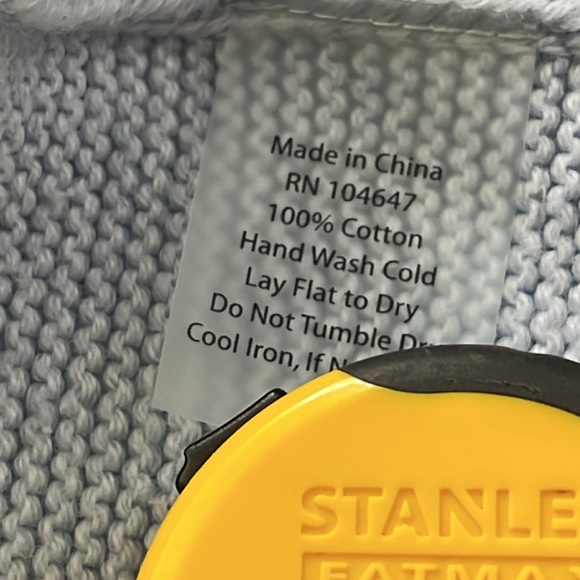 Made in China
RN 104647
100% Cotton
Hand Wash Cold
Lay Flat to Dry
Do Not Tumble
Cool Iron, If
STANLE
FATMAX